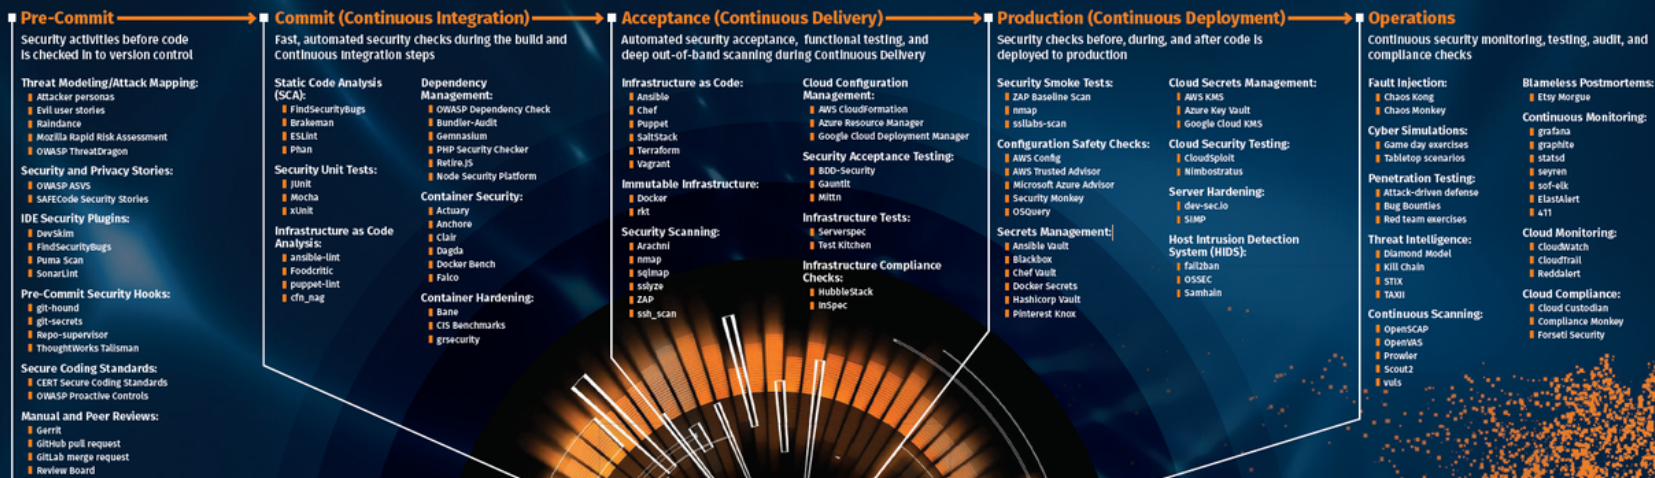 Pre-Commit
Security activities before code
is checked in to version control
Threat Modeling/Attack Mapping:
Attacker personas
Evil user stories
Raindance
Mozilla Rapid Risk Assessment
OWASP ThreatDragon
Security and Privacy Stories:
OWASP ASVS
SAFECode Security Stories
IDE Security Plugins:
DevSkim
FindSecurityBugs
Puma Scan
SonarLint
Pre-Commit Security Hooks:
git-hound
git-secrets
Repo-supervisor
ThoughtWorks Talisman
Secure Coding Standards:
CERT Secure Coding Standards
OWASP Proactive Controls
Manual and Peer Reviews:
Gerrit
GitHub pull request
GitLab merge request
Review Board
Commit (Continuous Integration)
Fast, automated security checks during the build and
Continuous Integration steps
Static Code Analysis
(SCA):
FindSecurityBugs
Brakeman
ESLint
Phan
Security Unit Tests:
JUnit
Mocha
xUnit
Infrastructure as Code
Analysis:
ansible-lint
Foodcritic
puppet-lint
cfn_nag
Dependency
Management:
OWASP Dependency Check
Bundler-Audit
Gemnasium
PHP Security Checker
Retire.JS
Node Security Platform
Container Security:
Actuary
Anchore
Clair
Dagda
Docker Bench
Falco
Container Hardening:
Bane
CIS Benchmarks
grsecurity
Acceptance (Continuous Delivery)
Automated security acceptance, functional testing, and
deep out-of-band scanning during Continuous Delivery
Infrastructure as Code:
Ansible
Chef
Puppet
SaltStack
Terraform
Vagrant
Immutable Infrastructure:
Docker
rkt
Security Scanning:
Arachni
nmap
sqlmap
sslyze
ZAP
ssh_scan
Cloud Configuration
Management:
AWS CloudFormation
Azure Resource Manager
Google Cloud Deployment Manager
Security Acceptance Testing:
BDD-Security
Gauntlt
Mittn
Infrastructure Tests:
Serverspec
Test Kitchen
Infrastructure Compliance
Checks:
HubbleStack
InSpec
Production (Continuous Deployment)
Security checks before, during, and after code is
deployed to production
Security Smoke Tests:
ZAP Baseline Scan
nmap
ssllabs-scan
Configuration Safety Checks:
AWS Config
AWS Trusted Advisor
Microsoft Azure Advisor
Security Monkey
OSQuery
Secrets Management:
Ansible Vault
Blackbox
Chef Vault
Docker Secrets
Hashicorp Vault
Pinterest Knox
Cloud Secrets Management:
AWS KMS
Azure Key Vault
Google Cloud KMS
Cloud Security Testing:
CloudSploit
Nimbostratus
Server Hardening:
dev-sec.io
SIMP
Host Intrusion Detection
System (HIDS):
fail2ban
OSSEC
Samhain
Operations
Continuous security monitoring, testing, audit, and
compliance checks
Fault Injection:
Chaos Kong
Chaos Monkey
Cyber Simulations:
Game day exercises
Tabletop scenarios
Penetration Testing:
Attack-driven defense
Bug Bounties
Red team exercises
Threat Intelligence:
Diamond Model
Kill Chain
STIX
TAXII
Continuous Scanning:
OpenSCAP
OpenVAS
Prowler
Scout2
vuls
Blameless Postmortems:
Etsy Morgue
Continuous Monitoring:
grafana
graphite
statsd
seyren
sof-elk
ElastAlert
411
Cloud Monitoring:
CloudWatch
CloudTrail
Reddalert
Cloud Compliance:
Cloud Custodian
Compliance Monkey
Forseti Security